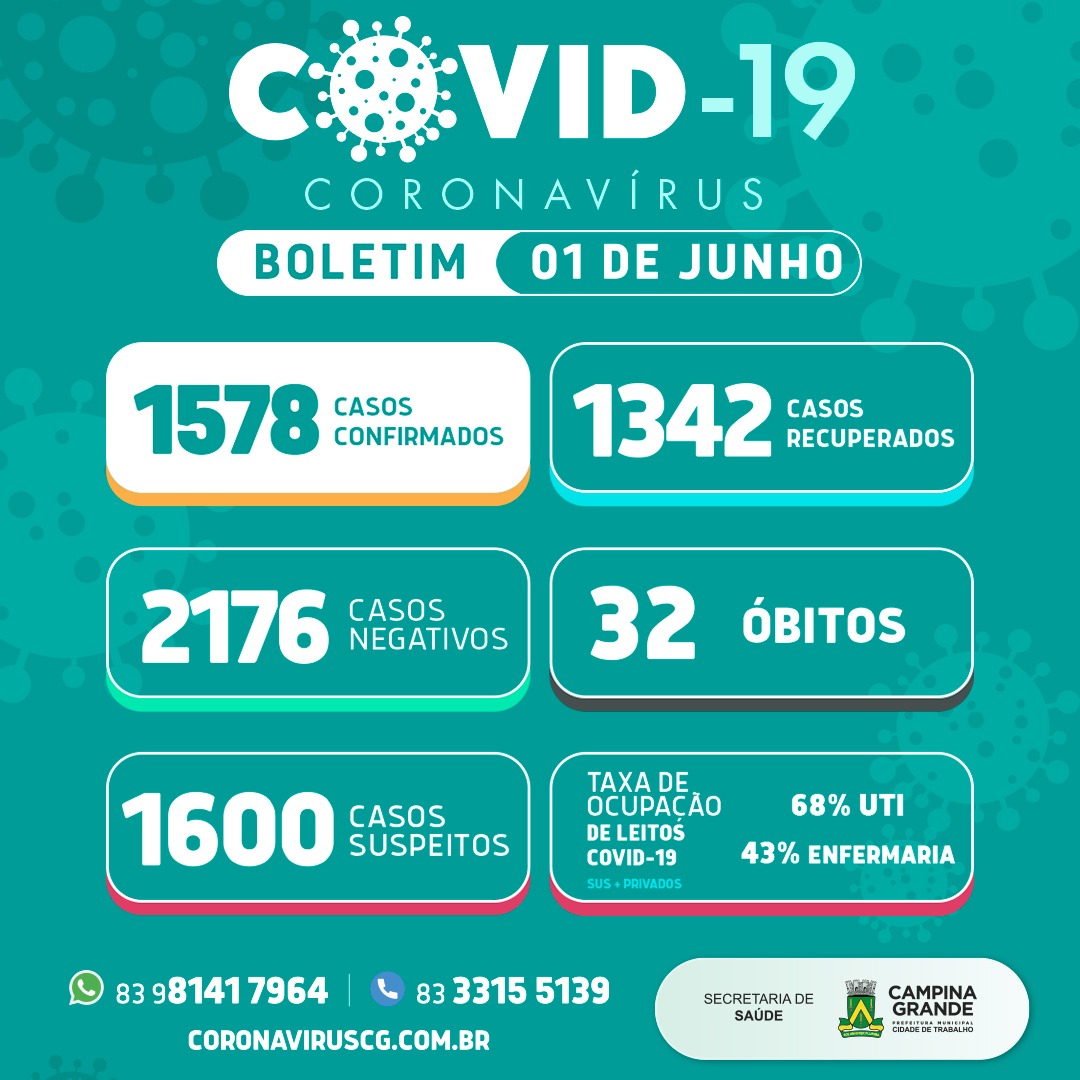 COVID-19
CORONAVÍRUS
BOLETIM 01 DE JUNHO
1578 CASOS
CONFIRMADOS
1342 CASOS
RECUPERADOS
2176 CASOS
NEGATIVOS
32 ÓBITOS
1600 CASOS
SUSPEITOS
TAXA DE
OCUPAÇÃO
DE LEITOS
COVID-19
SUS + PRIVADOS
68% UTI
43% ENFERMARIA
83 98141 7964
83 3315 5139
CORONAVIRUSCG.COM.BR
SECRETARIA DE
SAÚDE
CAMPINA
GRANDE
PREFEITURA MUNICIPAL
CIDADE DE TRABALHO